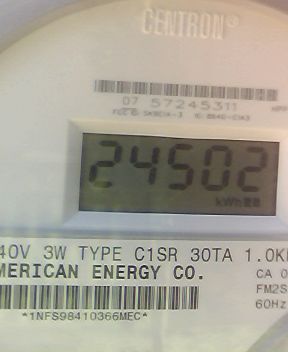 CENTRON®
07 57245311
24502
kWh
40V 3W TYPE C1SR 30TA 1.0K
MERICAN ENERGY CO.
CA 0
FM2S
60Hz
*1NFS98410366MEC*